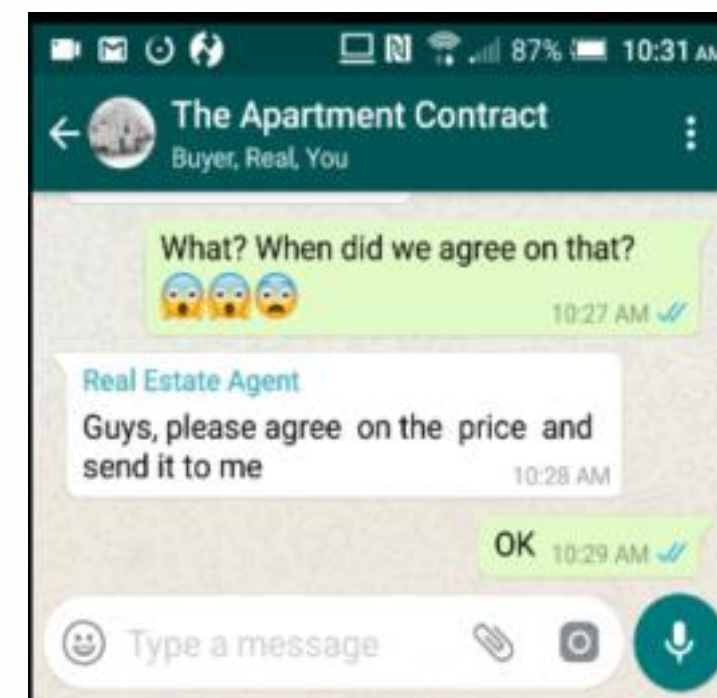 87% 10:31 AM
The Apartment Contract
Buyer, Real, You
What? When did we agree on that?
10:27 AM
Real Estate Agent
Guys, please agree on the price and
send it to me
10:28 AM
OK 10:29 AM
Type a message